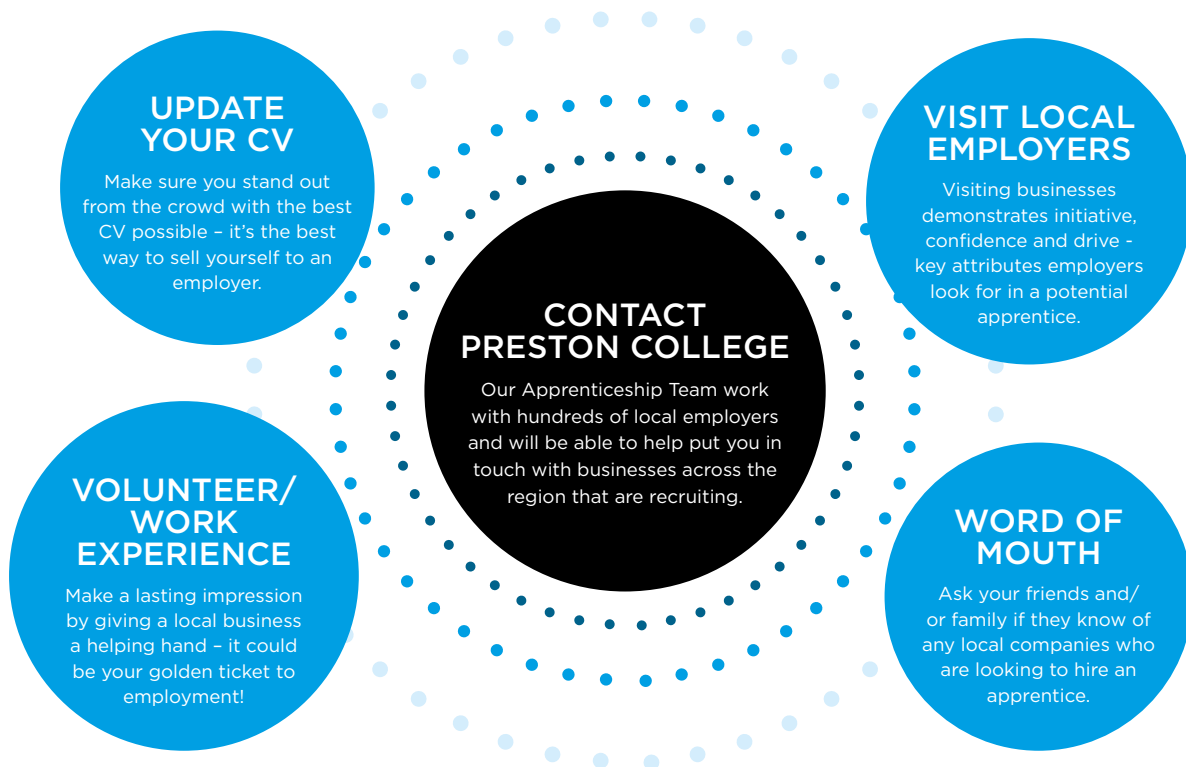 UPDATE
YOUR CV
Make sure you stand out
from the crowd with the best
CV possible – it's the best
way to sell yourself to an
employer.
VISIT LOCAL
EMPLOYERS
Visiting businesses
demonstrates initiative,
confidence and drive -
key attributes employers
look for in a potential
apprentice.
CONTACT
PRESTON COLLEGE
Our Apprenticeship Team work
with hundreds of local employers
and will be able to help put you in
touch with businesses across the
region that are recruiting.
VOLUNTEER/
WORK
EXPERIENCE
Make a lasting impression
by giving a local business
a helping hand – it could
be your golden ticket to
employment!
WORD OF
MOUTH
Ask your friends and/
or family if they know of
any local companies who
are looking to hire an
apprentice.